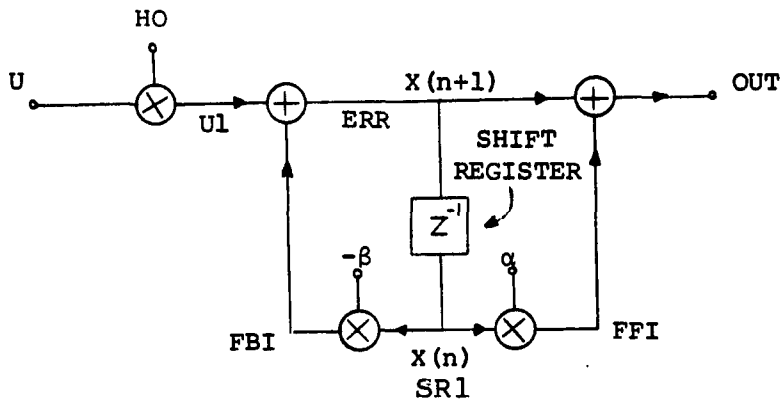 HO
U
X(n+1)
OUT
U1
ERR
SHIFT
REGISTER
Z⁻¹
-β
α
FBI
X(n)
FFI
SR1